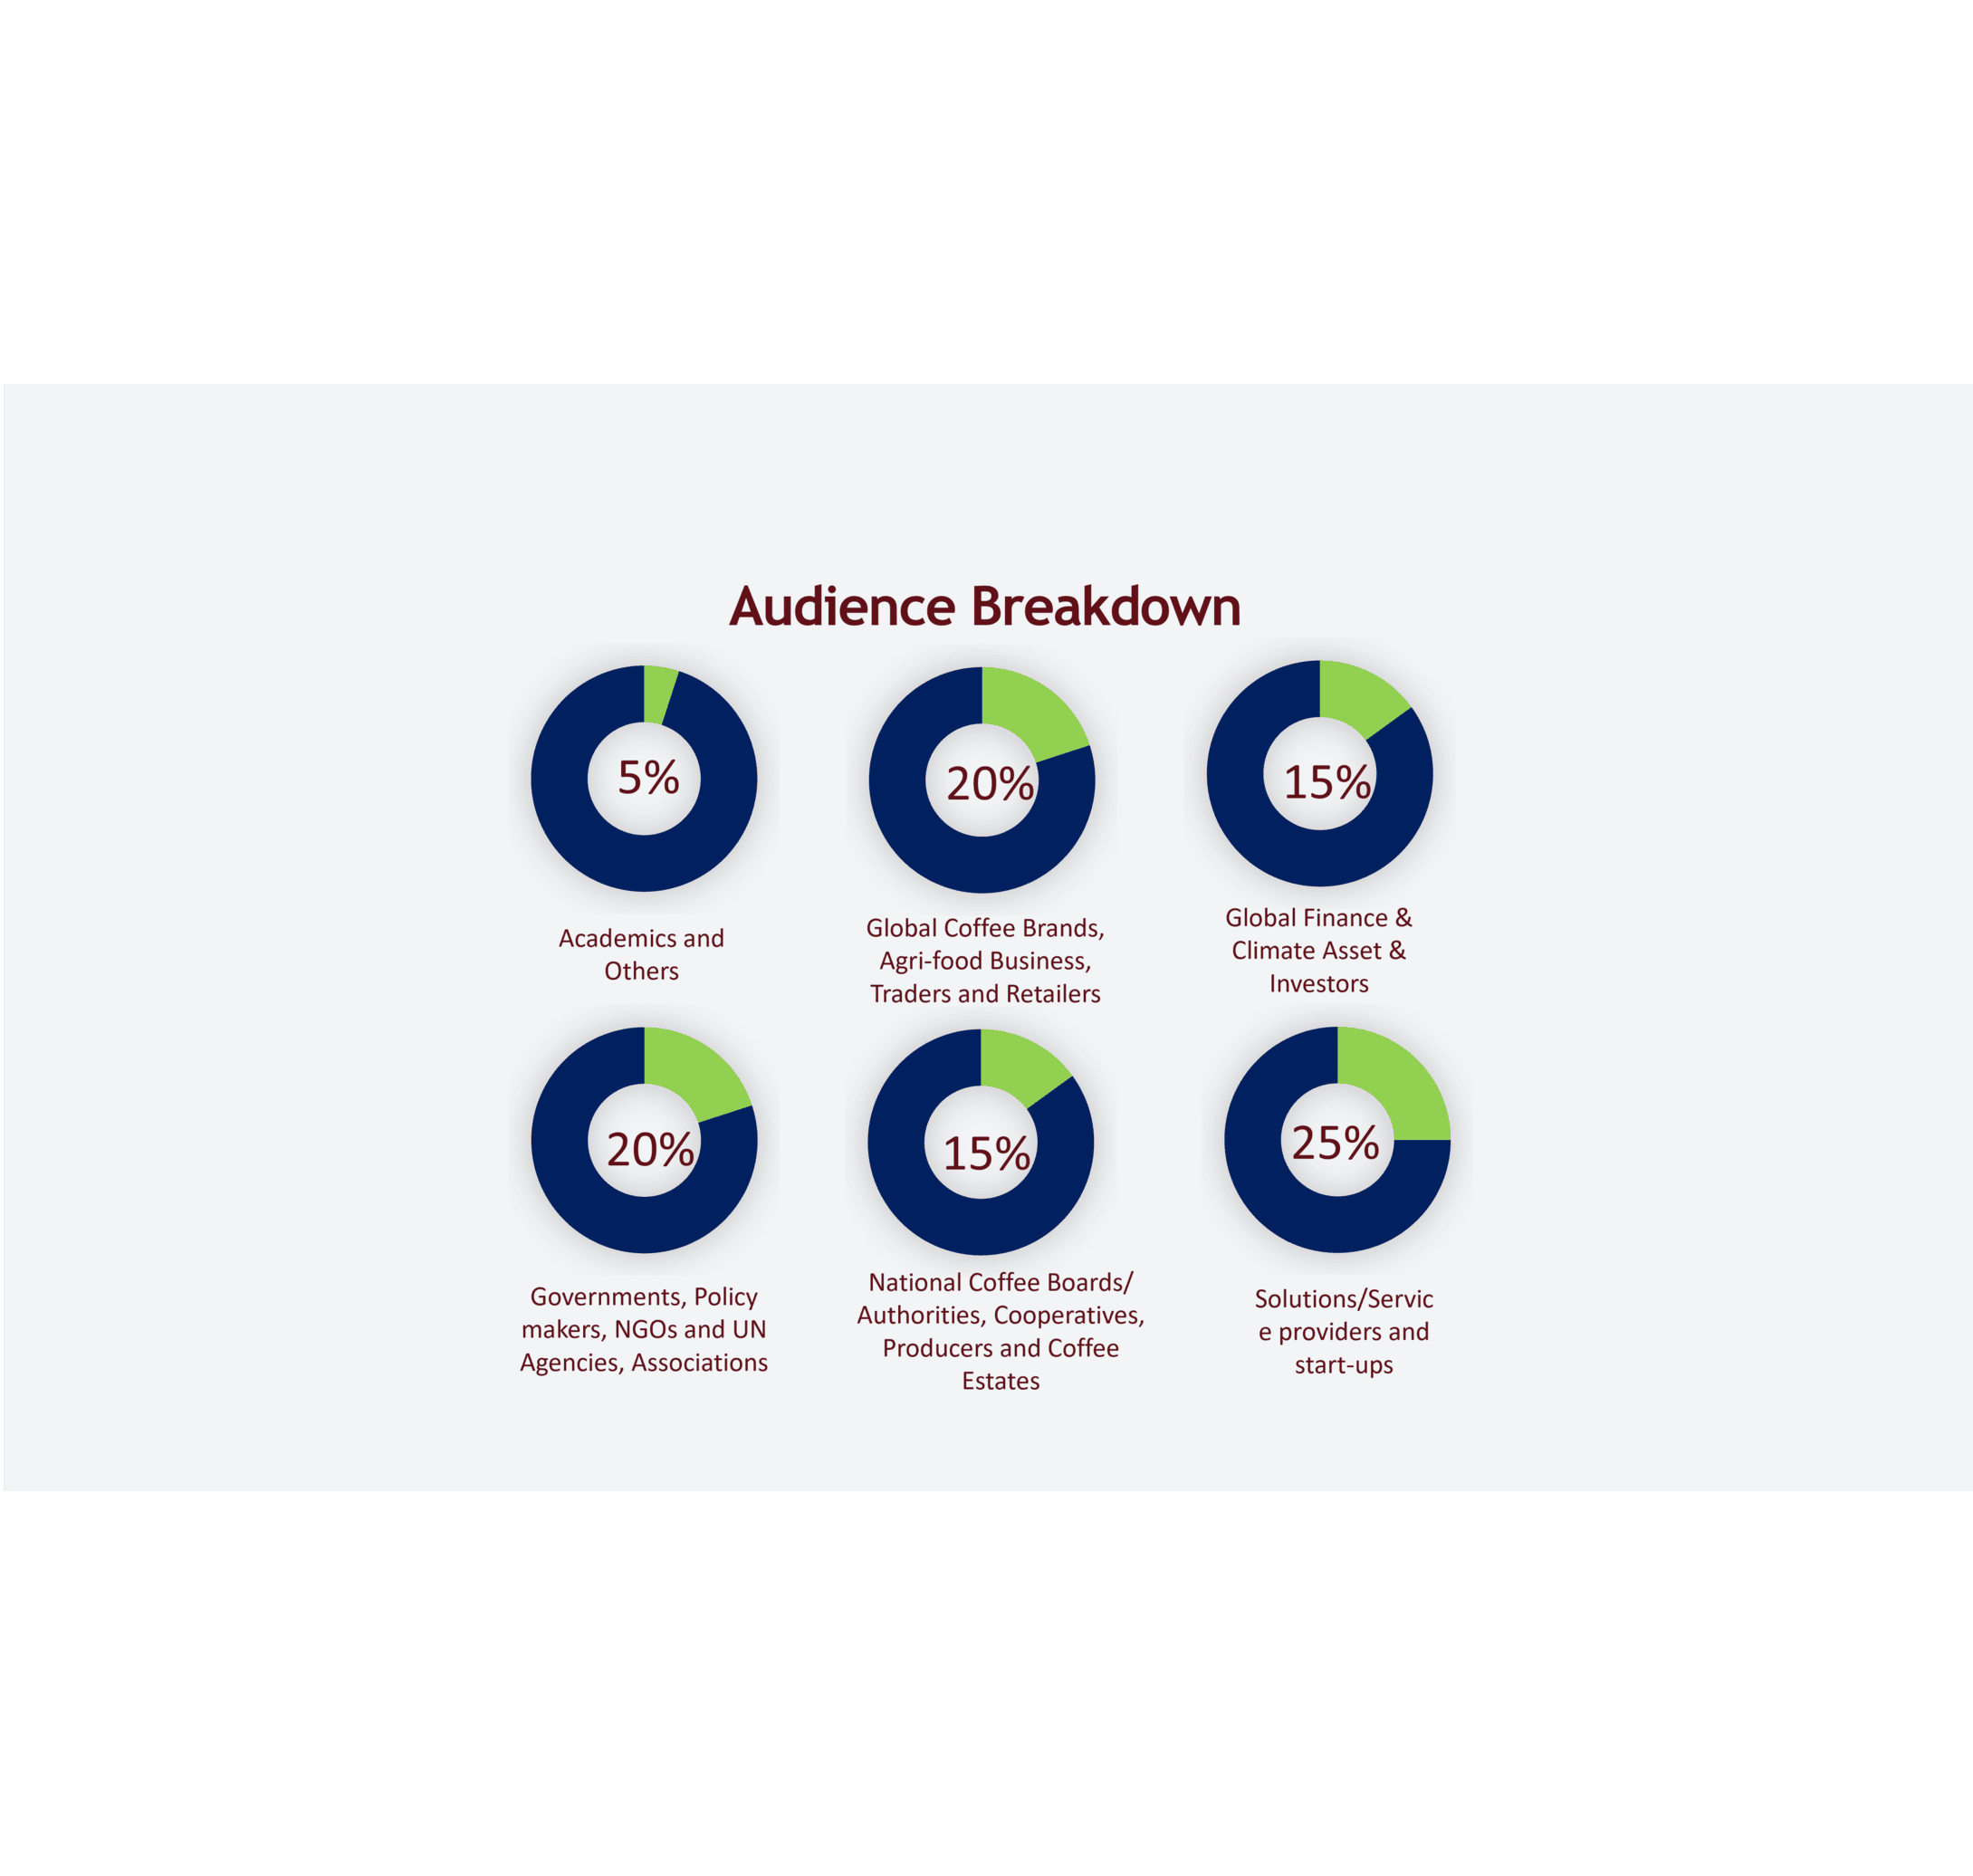 Audience Breakdown
5%
20%
15%
Academics and
Others
Global Coffee Brands,
Agri-food Business,
Traders and Retailers
Global Finance &
Climate Asset &
Investors
20%
15%
25%
Governments, Policy
makers, NGOs and UN
Agencies, Associations
National Coffee Boards/
Authorities, Cooperatives,
Producers and Coffee
Estates
Solutions/Servic
e providers and
start-ups